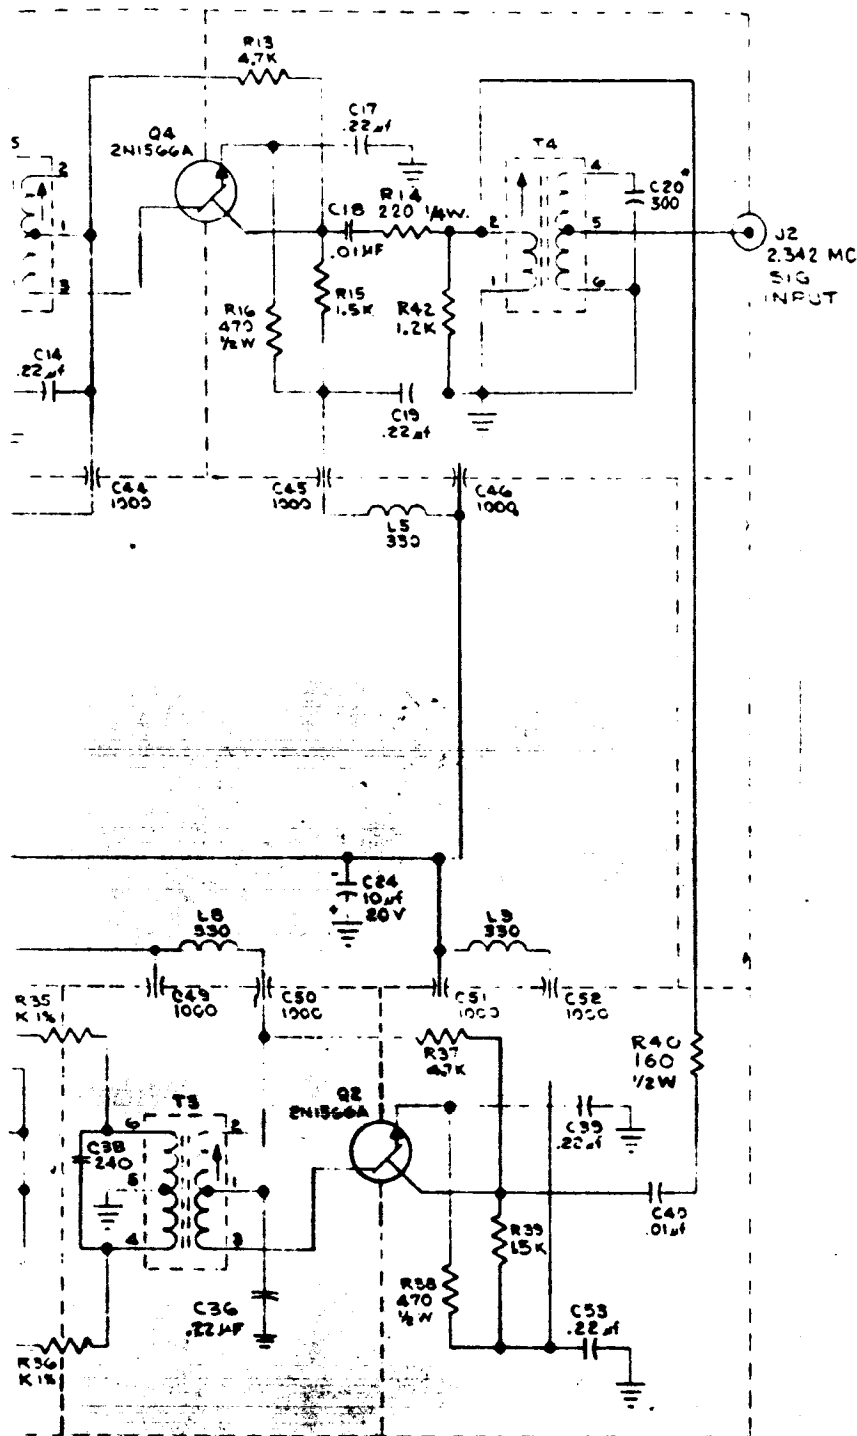 R13
4.7K
C17
.22µf
Q4
2N1566A
T4
S
2
1
3
4
C20*
300
R14
220 1/4W.
C18
.01MF
2
5
1
6
J2
2.342 MC
SIG
INPUT
R15
1.5K
R16
470
1/2W
R42
1.2K
C14
.22µf
C19
.22µf
C44
1000
C45
1000
C46
1000
L5
330
C24
10µf
20V
-
+
L8
330
L9
330
C49
1000
C50
1000
C51
1000
C52
1000
R35
K 1%
R37
4.7K
R40
160
1/2W
Q2
2N1566A
T3
6
2
C38
240
5
1
4
3
C39
.22µf
C40
.01µf
R39
1.5K
C36
.22MF
R38
470
1/2W
C53
.22µf
R36
K 1%